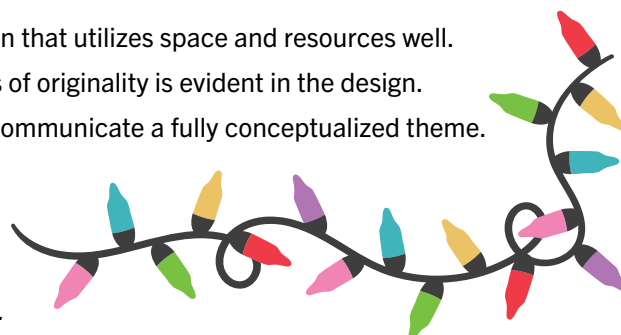 n that utilizes space and resources well.
s of originality is evident in the design.
ommunicate a fully conceptualized theme.